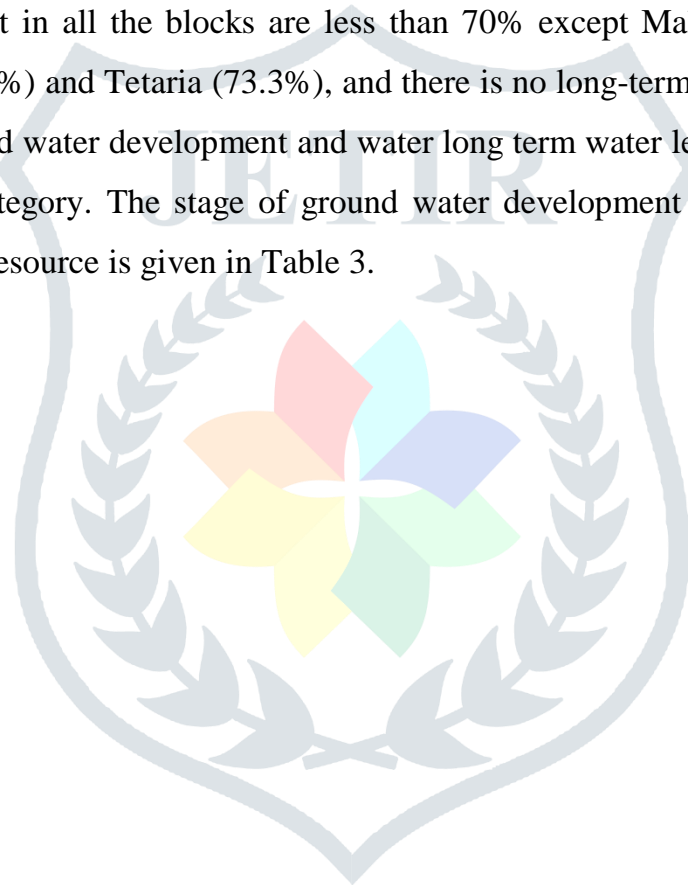 t in all the blocks are less than 70% except Ma
%) and Tetaria (73.3%), and there is no long-term
d water development and water long term water le
tegory. The stage of ground water development
esource is given in Table 3.
JETIR